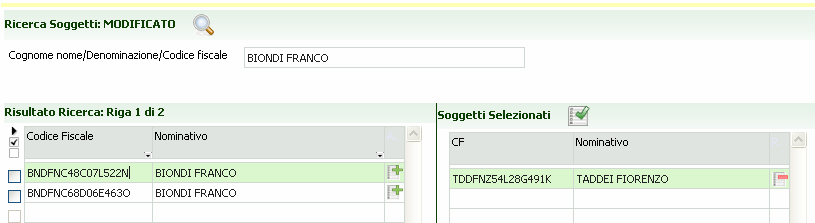 Ricerca Soggetti: MODIFICATO
Cognome nome/Denominazione/Codice fiscale BIONDI FRANCO
Risultato Ricerca: Riga 1 di 2
Codice Fiscale Nominativo
BNDFNC48C07L522N BIONDI FRANCO
BNDFNC68D06E463O BIONDI FRANCO
Soggetti Selezionati
CF Nominativo
TDDFNZ54L28G491K TADDEI FIORENZO